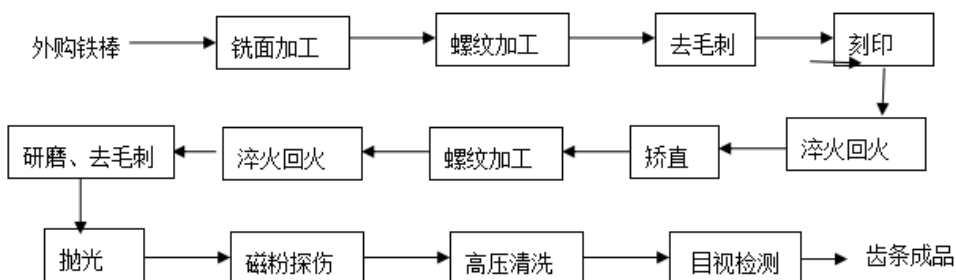 外购铁棒
铣面加工
螺纹加工
去毛刺
刻印
淬火回火
矫直
螺纹加工
淬火回火
研磨、去毛刺
抛光
磁粉探伤
高压清洗
目视检测
齿条成品